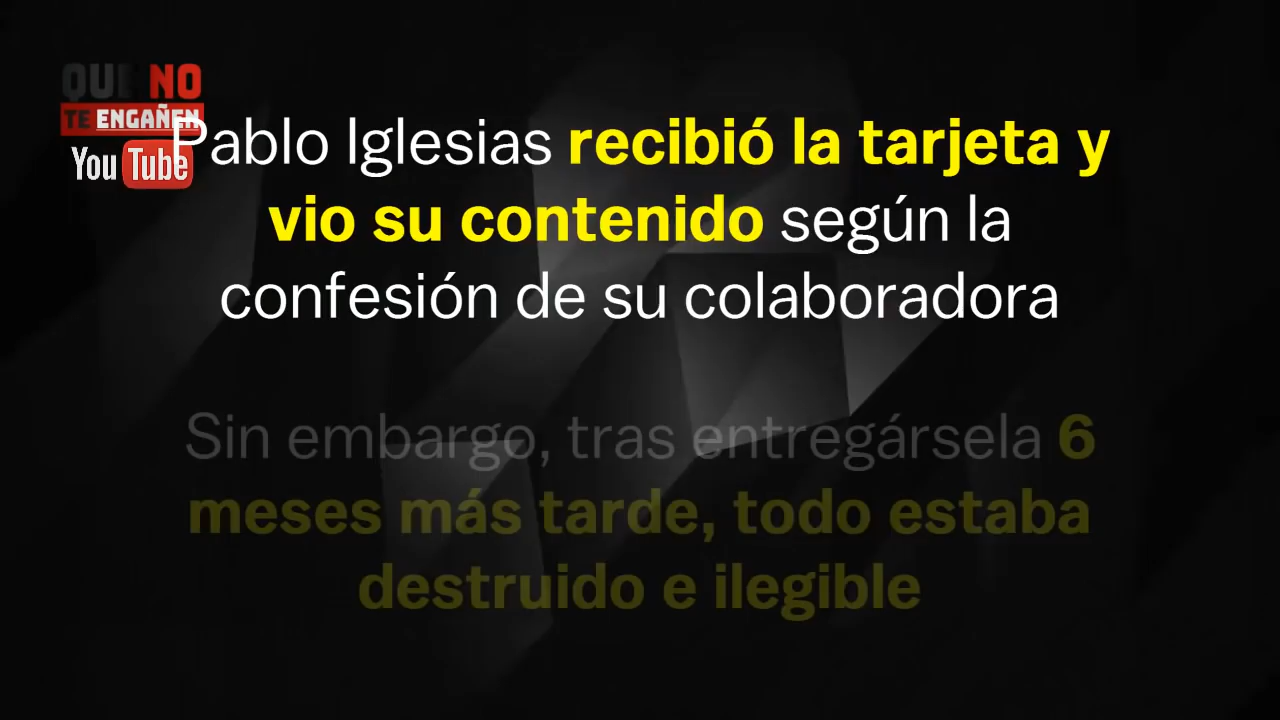 QUE NO
TE ENGAÑEN
YouTube
Pablo Iglesias recibió la tarjeta y
vio su contenido según la
confesión de su colaboradora
Sin embargo, tras entregársela 6
meses más tarde, todo estaba
destruido e ilegible